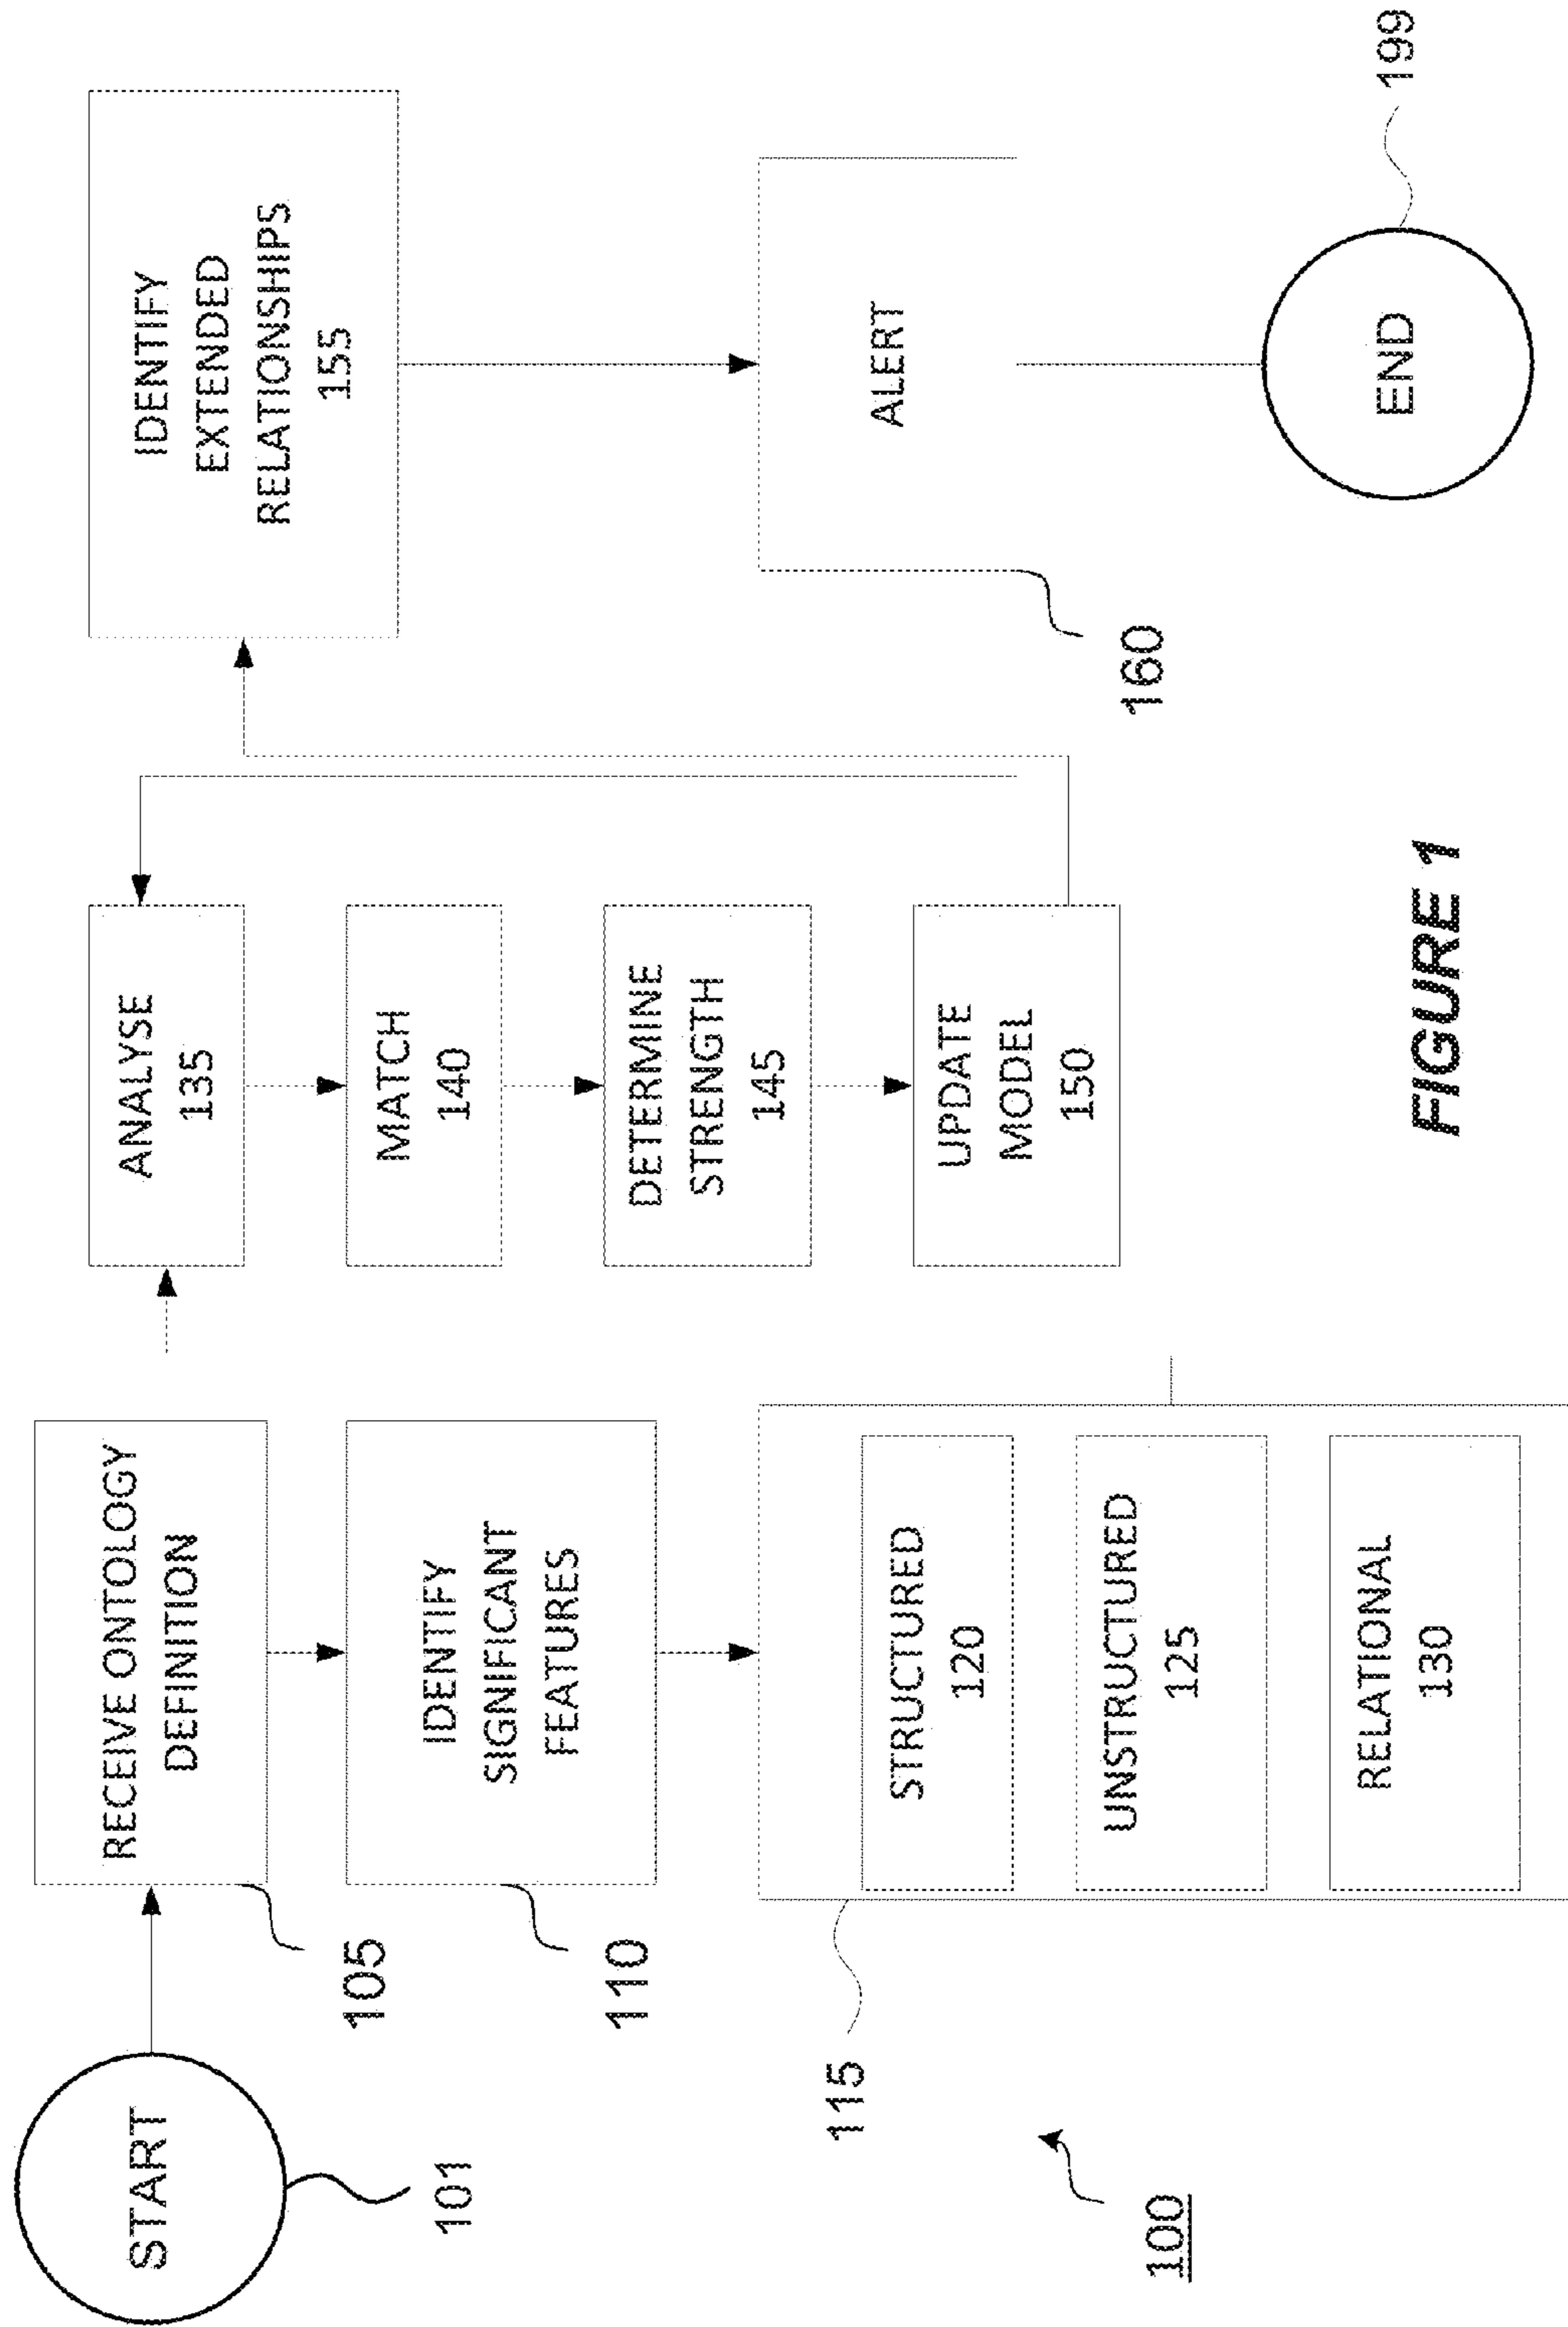 START
101
RECEIVE ONTOLOGY
DEFINITION
105
IDENTIFY
SIGNIFICANT
FEATURES
110
115
STRUCTURED
120
UNSTRUCTURED
125
RELATIONAL
130
100
ANALYSE
135
MATCH
140
DETERMINE
STRENGTH
145
UPDATE
MODEL
150
IDENTIFY
EXTENDED
RELATIONSHIPS
155
ALERT
160
END
199
FIGURE 1